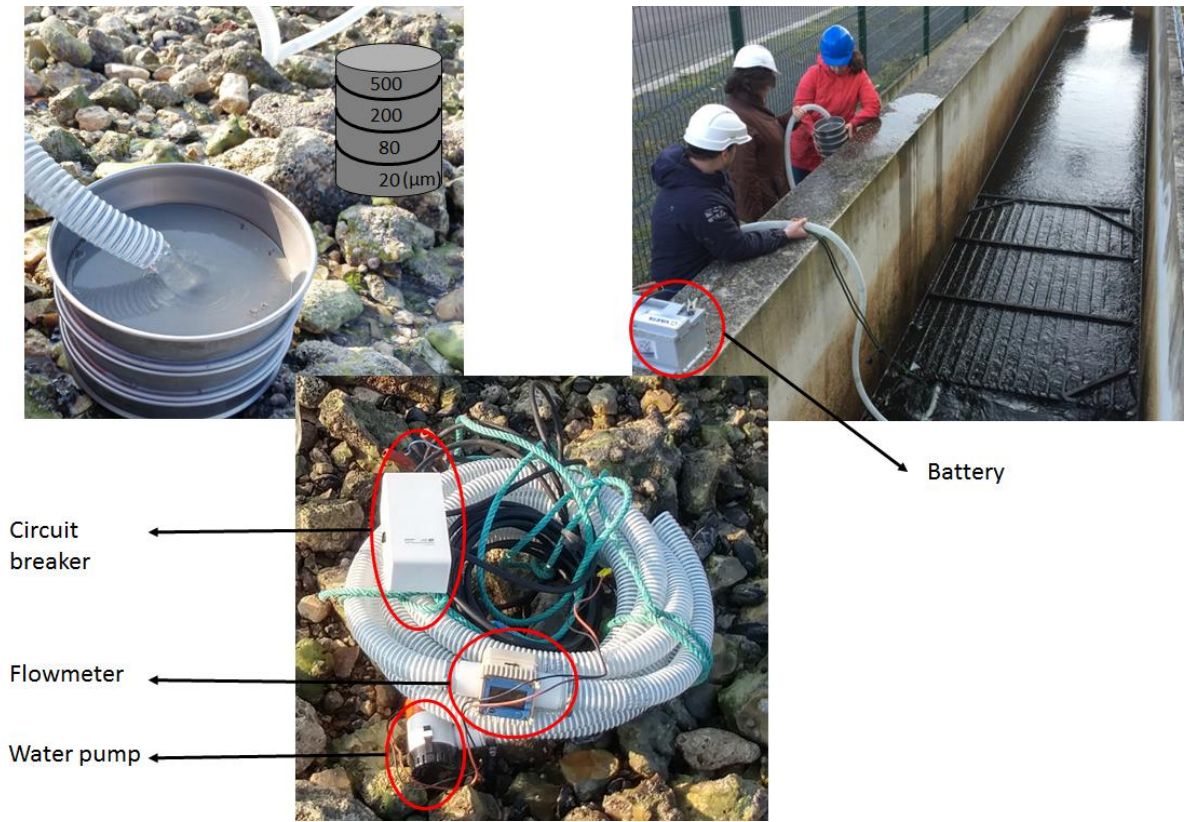 500
200
80
20 (µm)
Battery
Circuit
breaker
Flowmeter
Water pump